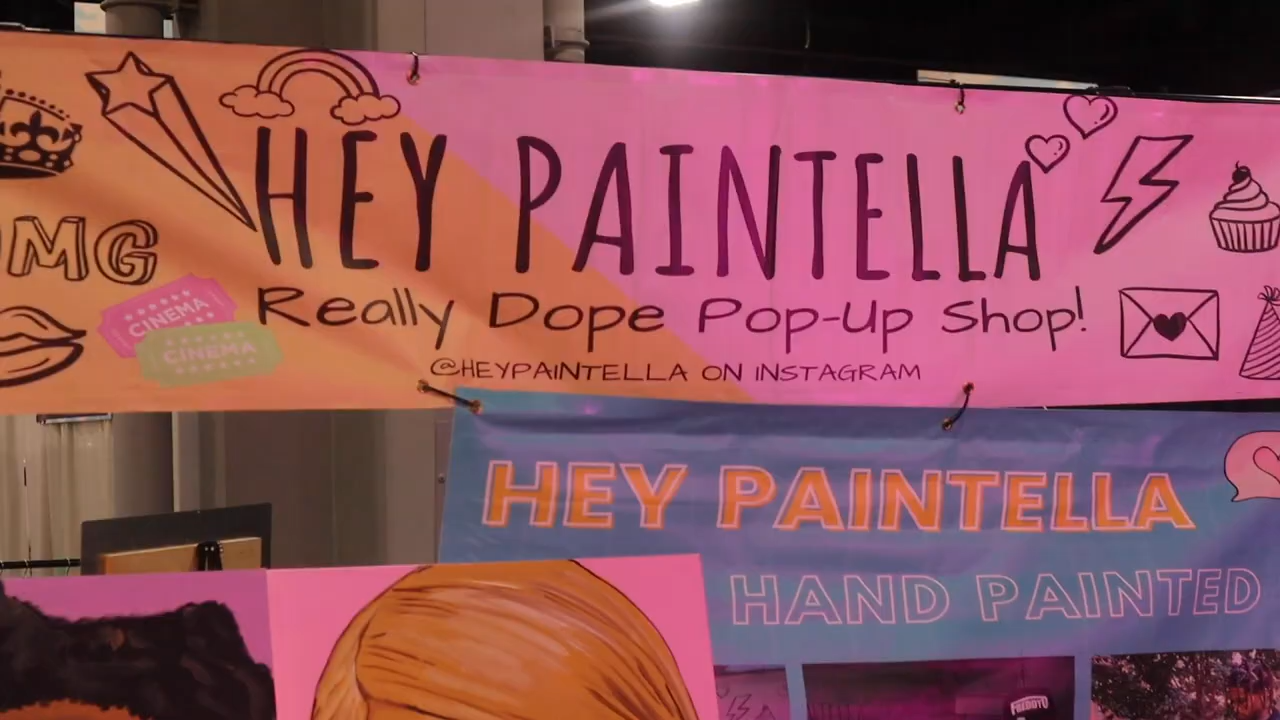 HEY PAINTELLA
OMG
CINEMA
CINEMA
Really Dope Pop-Up Shop!
@HEYPAINTELLA ON INSTAGRAM
HEY PAINTELLA
HAND PAINTED